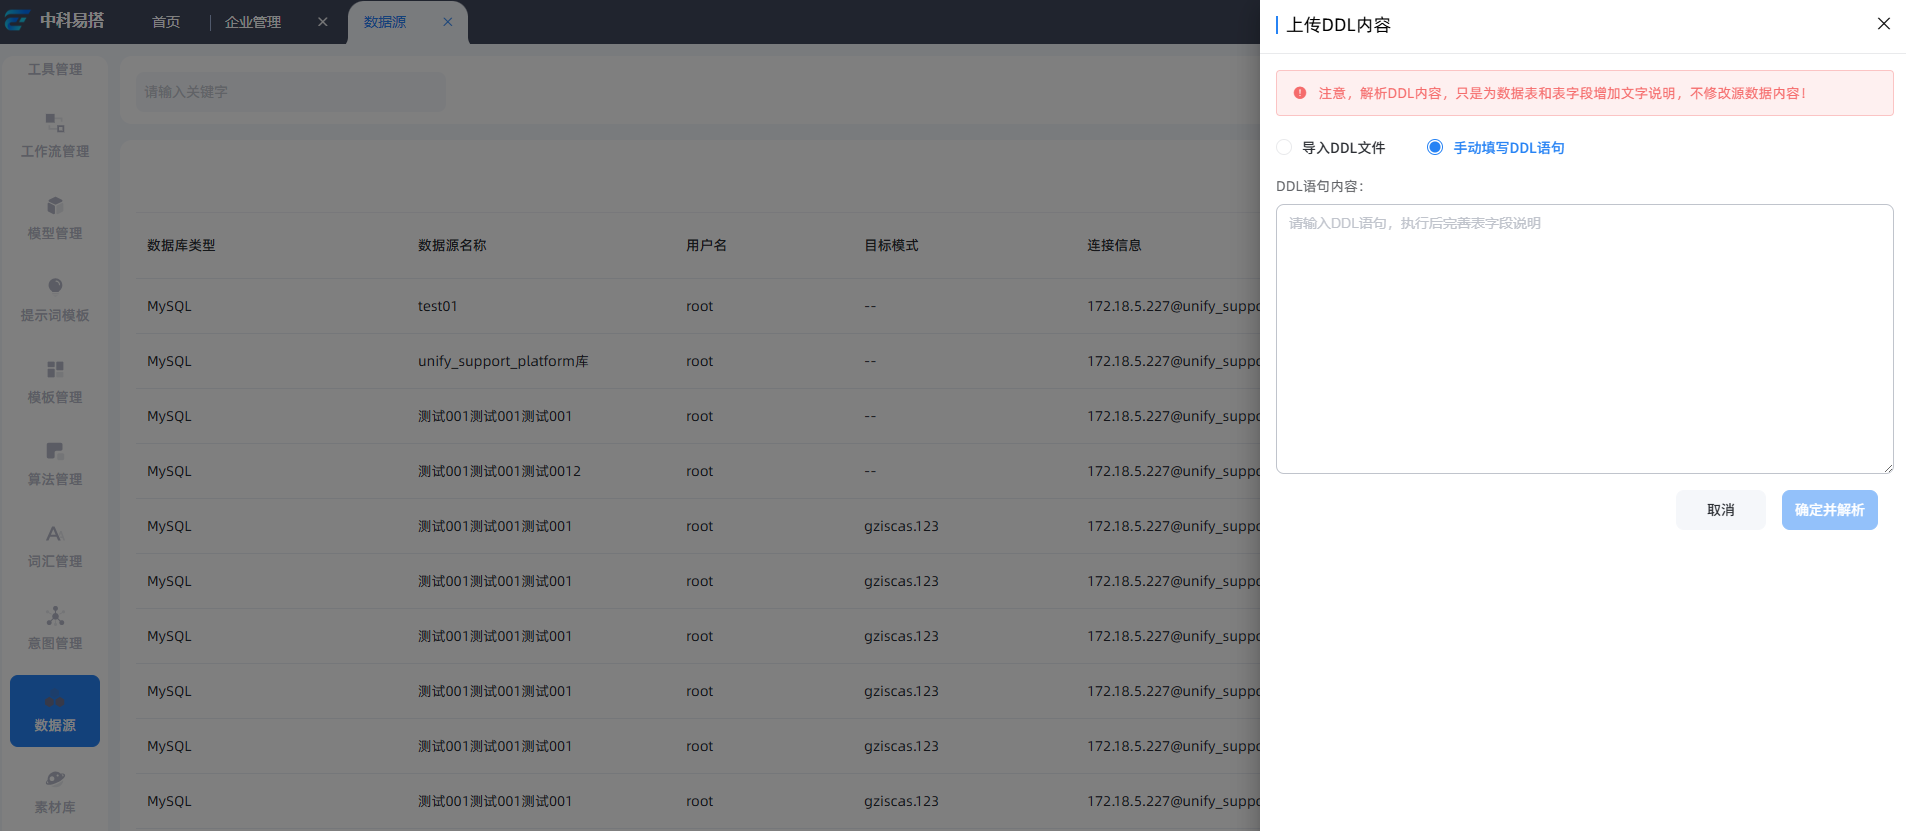 中科易搭
首页
企业管理
数据源
工具管理
工作流管理
模型管理
提示词模板
模板管理
算法管理
词汇管理
意图管理
数据源
素材库
请输入关键字
数据库类型 数据源名称 用户名 目标模式 连接信息
MySQL test01 root -- 172.18.5.227@unify_suppo
MySQL unify_support_platform库 root -- 172.18.5.227@unify_suppo
MySQL 测试001测试001测试001 root -- 172.18.5.227@unify_suppo
MySQL 测试001测试001测试0012 root -- 172.18.5.227@unify_suppo
MySQL 测试001测试001测试001 root gziscas.123 172.18.5.227@unify_suppo
MySQL 测试001测试001测试001 root gziscas.123 172.18.5.227@unify_suppo
MySQL 测试001测试001测试001 root gziscas.123 172.18.5.227@unify_suppo
MySQL 测试001测试001测试001 root gziscas.123 172.18.5.227@unify_suppo
MySQL 测试001测试001测试001 root gziscas.123 172.18.5.227@unify_suppo
MySQL 测试001测试001测试001 root gziscas.123 172.18.5.227@unify_suppo
上传DDL内容
注意，解析DDL内容，只是为数据表和表字段增加文字说明，不修改源数据内容！
导入DDL文件 手动填写DDL语句
DDL语句内容：
请输入DDL语句，执行后完善表字段说明
取消 确定并解析